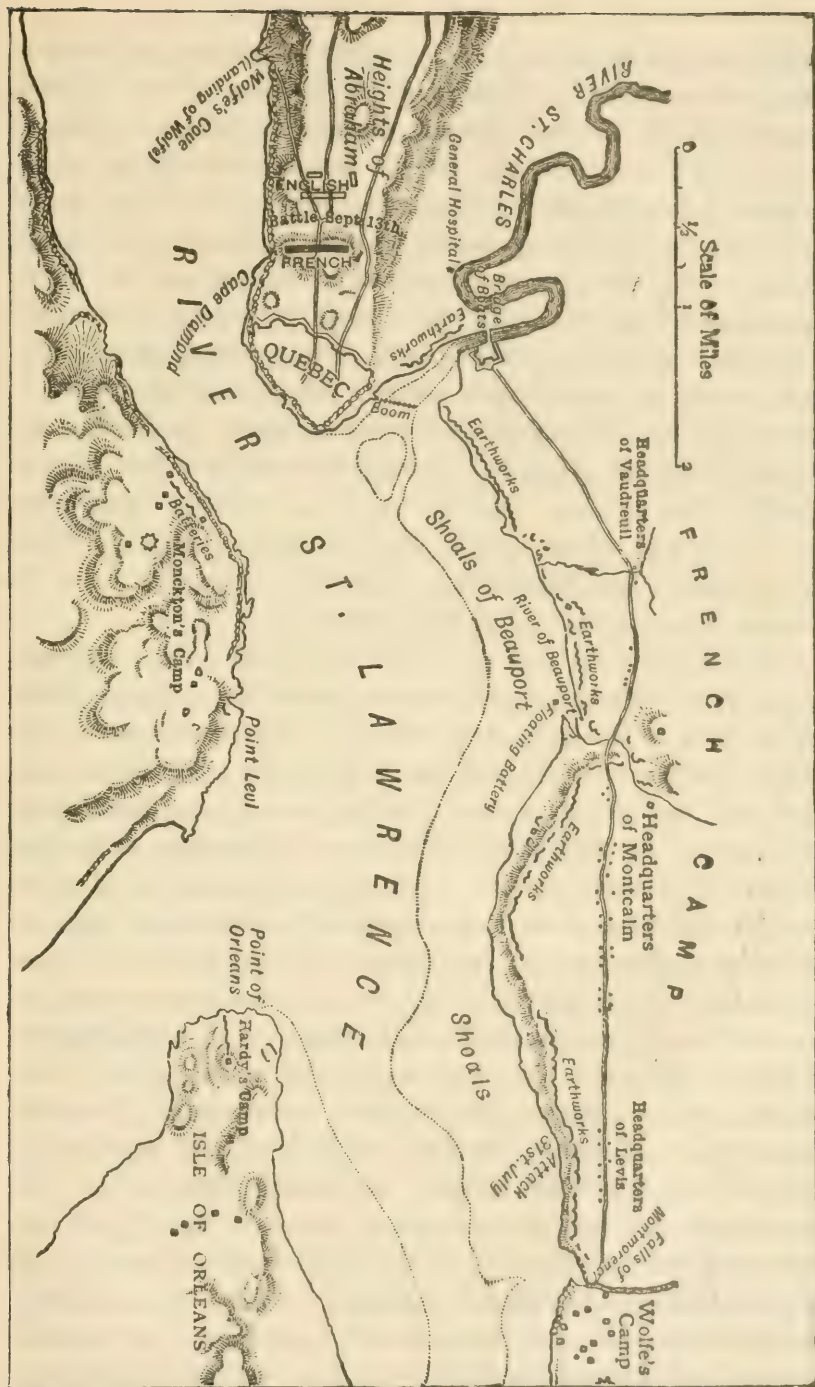 RIVER ST. CHARLES
0 ½ 1 2
Scale of Miles
FRENCH CAMP
Headquarters
of Vaudreuil
Headquarters
of Montcalm
Headquarters
of Levis
Falls of
Montmorenci
Wolfe's
Camp
General Hospital
Bridge
of Boats
Earthworks
Earthworks
Earthworks
Earthworks
Earthworks
Attack
31st. July
River of Beauport
Floating Battery
Shoals of Beauport
Shoals
Boom
Heights of
Abraham
Wolfe's Cove
(Landing of Wolfe)
ENGLISH
Battle Sept 13th.
FRENCH
QUEBEC
Cape Diamond
RIVER ST. LAWRENCE
Batteries
Monckton's Camp
Point Levi
Point of
Orleans
Hardy's Camp
ISLE OF ORLEANS